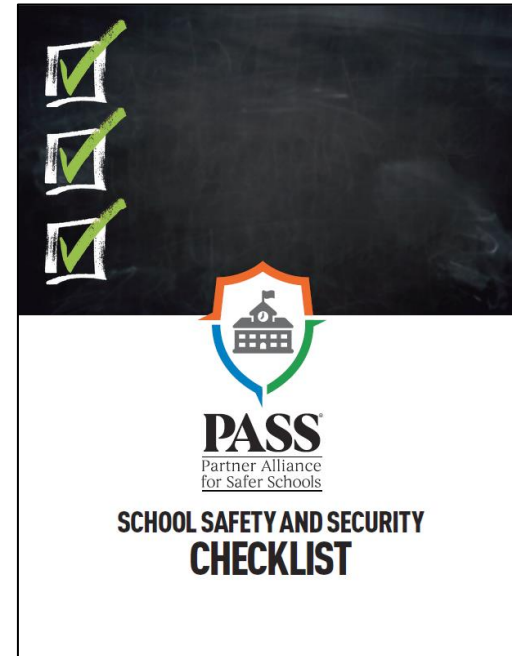 PASS®
Partner Alliance
for Safer Schools
SCHOOL SAFETY AND SECURITY
CHECKLIST